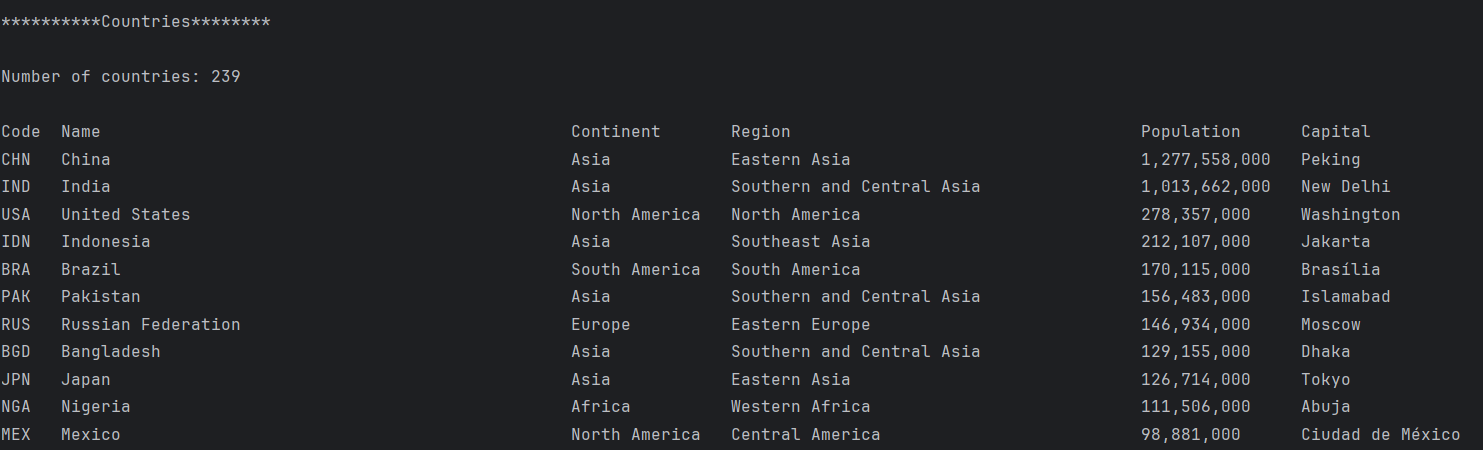 **********Countries********
Number of countries: 239
Code Name Continent Region Population Capital
CHN China Asia Eastern Asia 1,277,558,000 Peking
IND India Asia Southern and Central Asia 1,013,662,000 New Delhi
USA United States North America North America 278,357,000 Washington
IDN Indonesia Asia Southeast Asia 212,107,000 Jakarta
BRA Brazil South America South America 170,115,000 Brasília
PAK Pakistan Asia Southern and Central Asia 156,483,000 Islamabad
RUS Russian Federation Europe Eastern Europe 146,934,000 Moscow
BGD Bangladesh Asia Southern and Central Asia 129,155,000 Dhaka
JPN Japan Asia Eastern Asia 126,714,000 Tokyo
NGA Nigeria Africa Western Africa 111,506,000 Abuja
MEX Mexico North America Central America 98,881,000 Ciudad de México